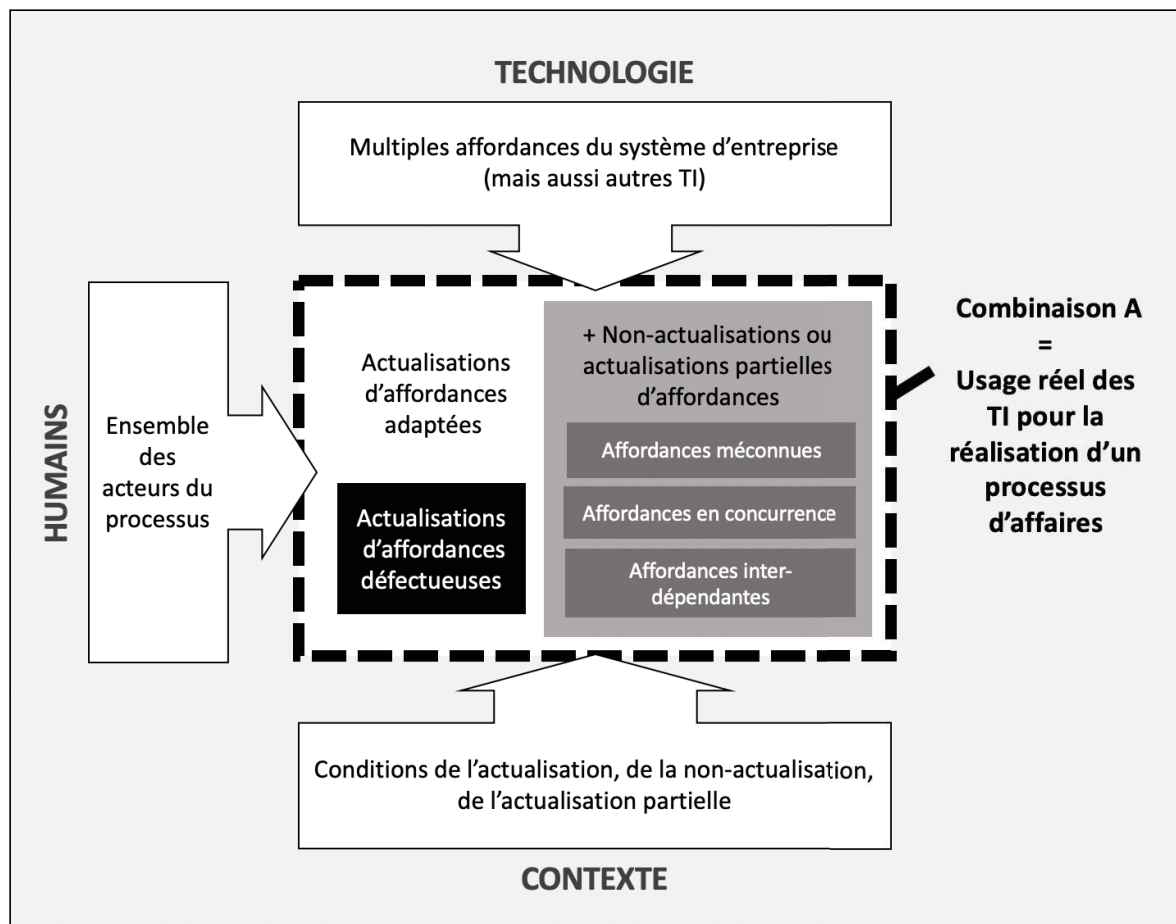 TECHNOLOGIE
Multiples affordances du système d'entreprise
(mais aussi autres TI)
HUMAINS
Ensemble
des
acteurs du
processus
Actualisations
d'affordances
adaptées
Actualisations
d'affordances
défectueuses
+ Non-actualisations ou
actualisations partielles
d'affordances
Affordances méconnues
Affordances en concurrence
Affordances inter-
dépendantes
Combinaison A
=
Usage réel des
TI pour la
réalisation d'un
processus
d'affaires
Conditions de l'actualisation, de la non-actualisation,
de l'actualisation partielle
CONTEXTE